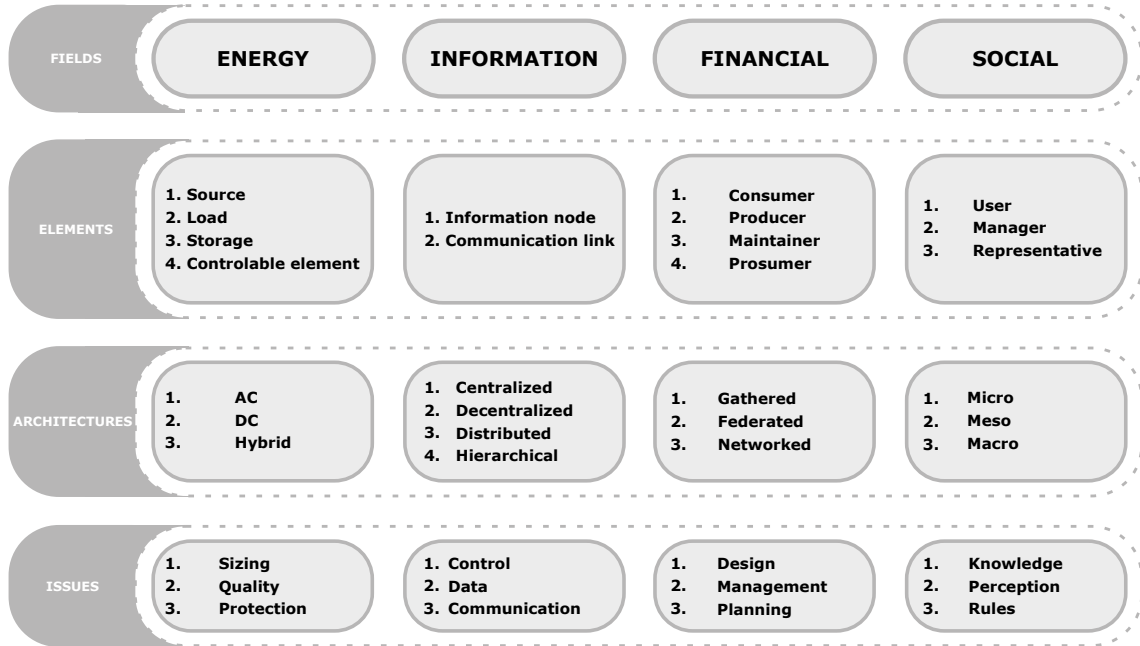 FIELDS
ENERGY
INFORMATION
FINANCIAL
SOCIAL
ELEMENTS
1. Source
2. Load
3. Storage
4. Controlable element
1. Information node
2. Communication link
1. Consumer
2. Producer
3. Maintainer
4. Prosumer
1. User
2. Manager
3. Representative
ARCHITECTURES
1. AC
2. DC
3. Hybrid
1. Centralized
2. Decentralized
3. Distributed
4. Hierarchical
1. Gathered
2. Federated
3. Networked
1. Micro
2. Meso
3. Macro
ISSUES
1. Sizing
2. Quality
3. Protection
1. Control
2. Data
3. Communication
1. Design
2. Management
3. Planning
1. Knowledge
2. Perception
3. Rules